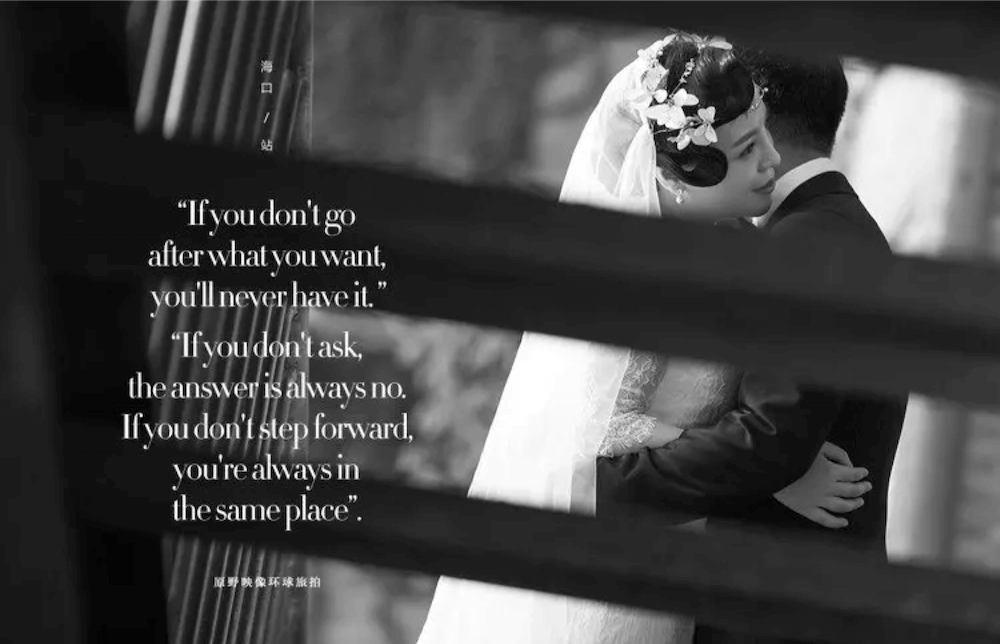 海
口
/
站
“If you don't go
after what you want,
you'll never have it.”
“If you don't ask,
the answer is always no.
If you don't step forward,
you're always in
the same place”.
原野映像环球旅拍